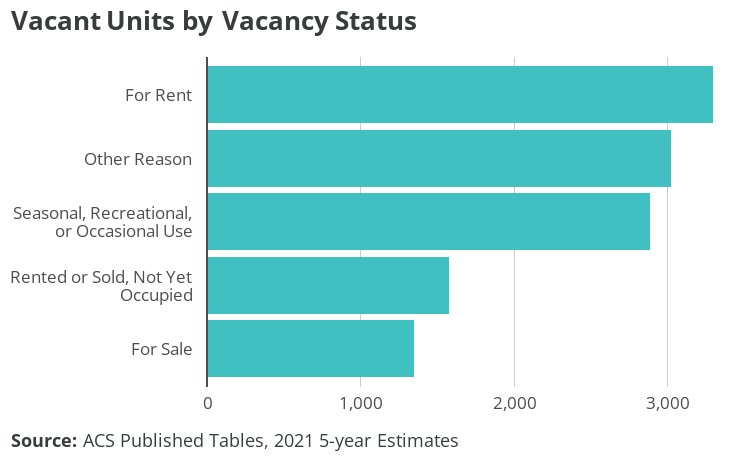 Vacant Units by Vacancy Status
For Rent
Other Reason
Seasonal, Recreational,
or Occasional Use
Rented or Sold, Not Yet
Occupied
For Sale
0 1,000 2,000 3,000
Source: ACS Published Tables, 2021 5-year Estimates